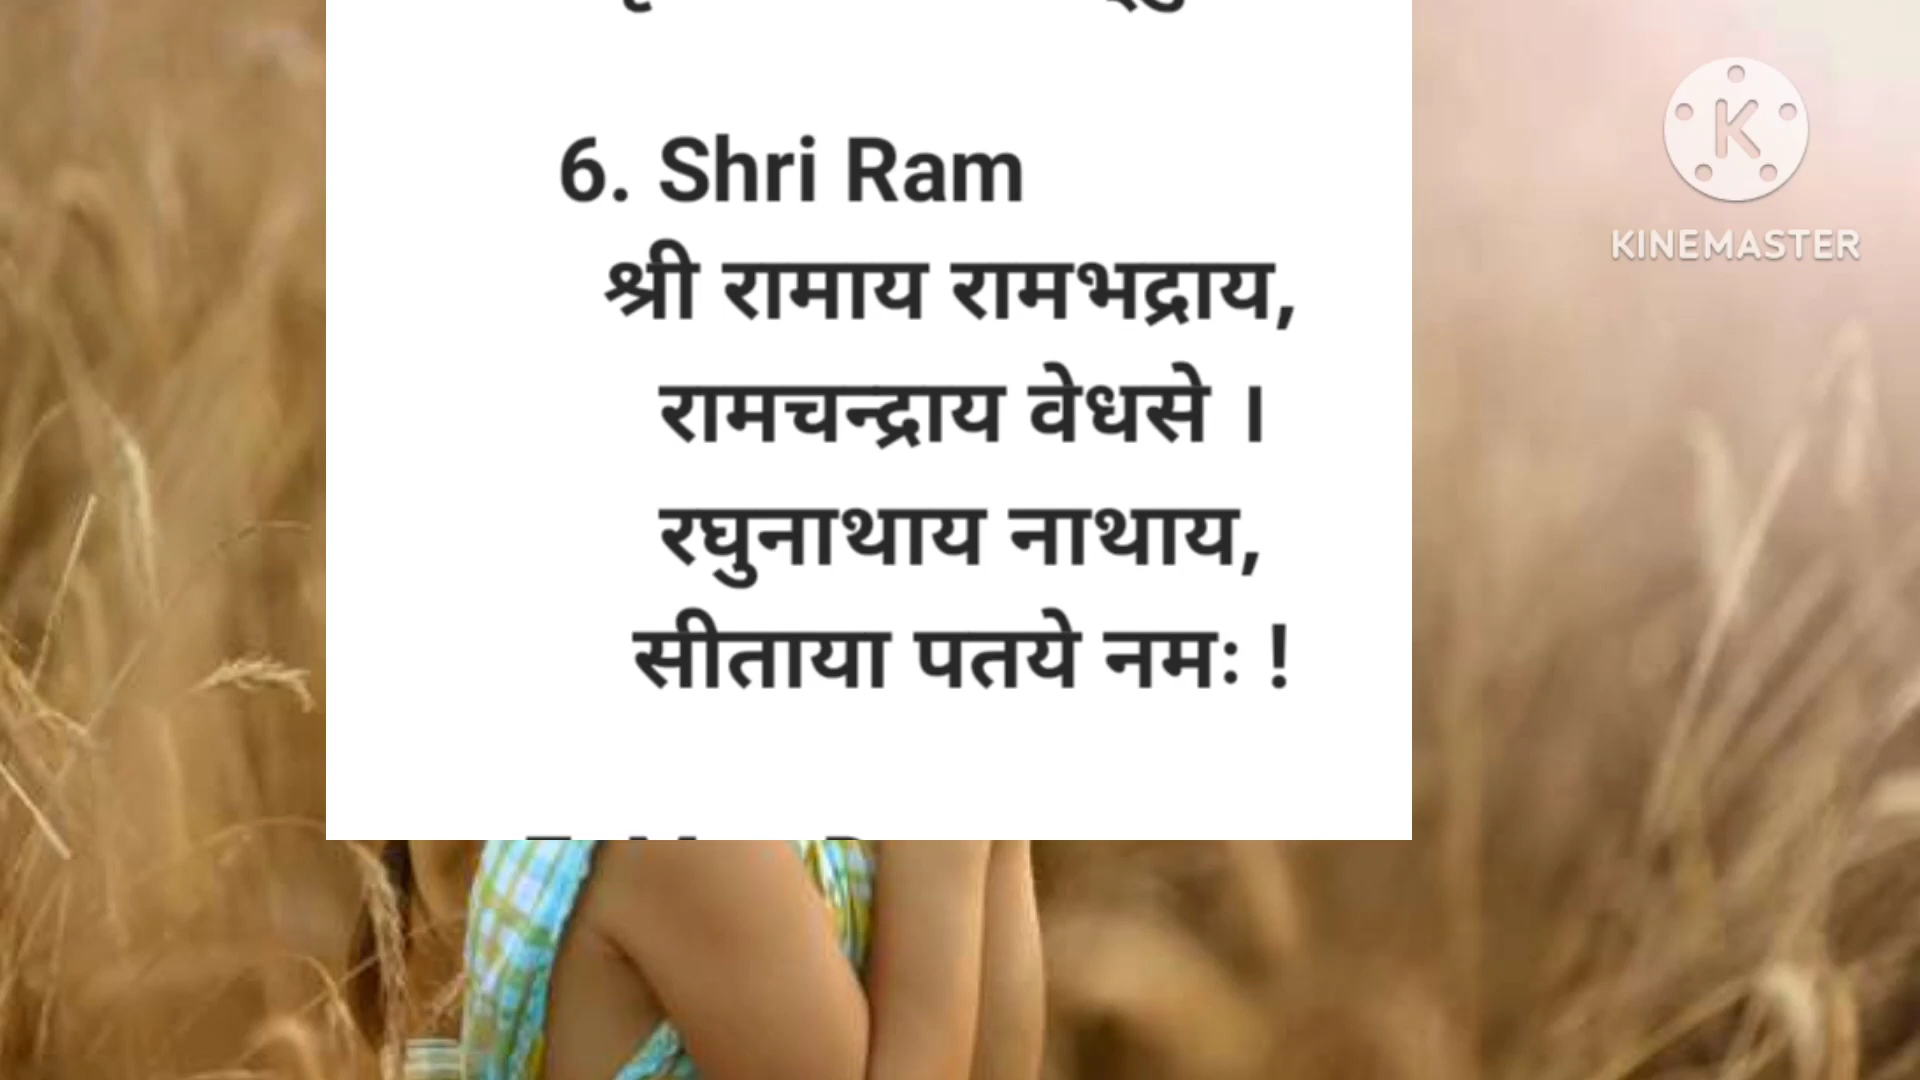 6. Shri Ram
श्री रामाय रामभद्राय,
रामचन्द्राय वेधसे ।
रघुनाथाय नाथाय,
सीताया पतये नमः !
K
KINEMASTER